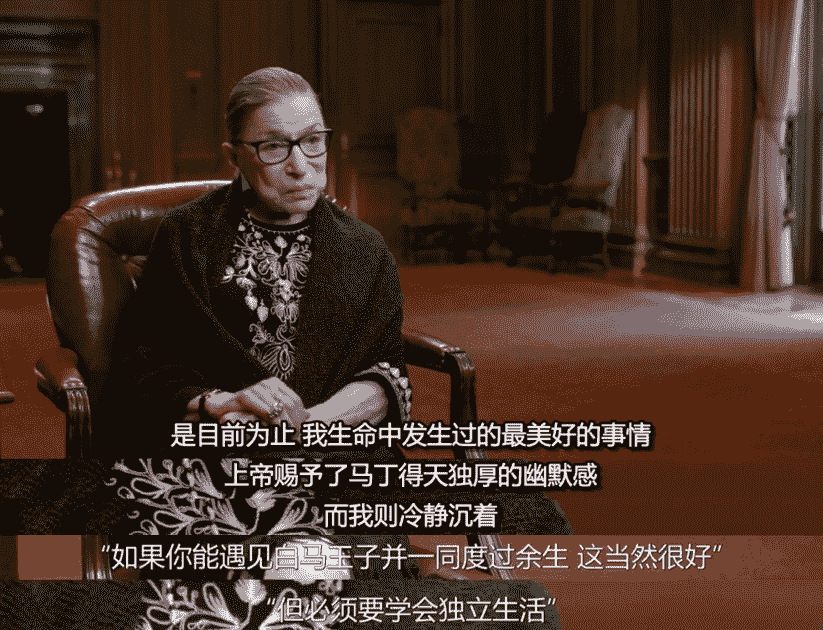 是目前为止 我生命中发生过的最美好的事情
上帝赐予了马丁得天独厚的幽默感
而我则冷静沉着
“如果你能遇见白马王子并一同度过余生 这当然很好”
“但必须要学会独立生活”